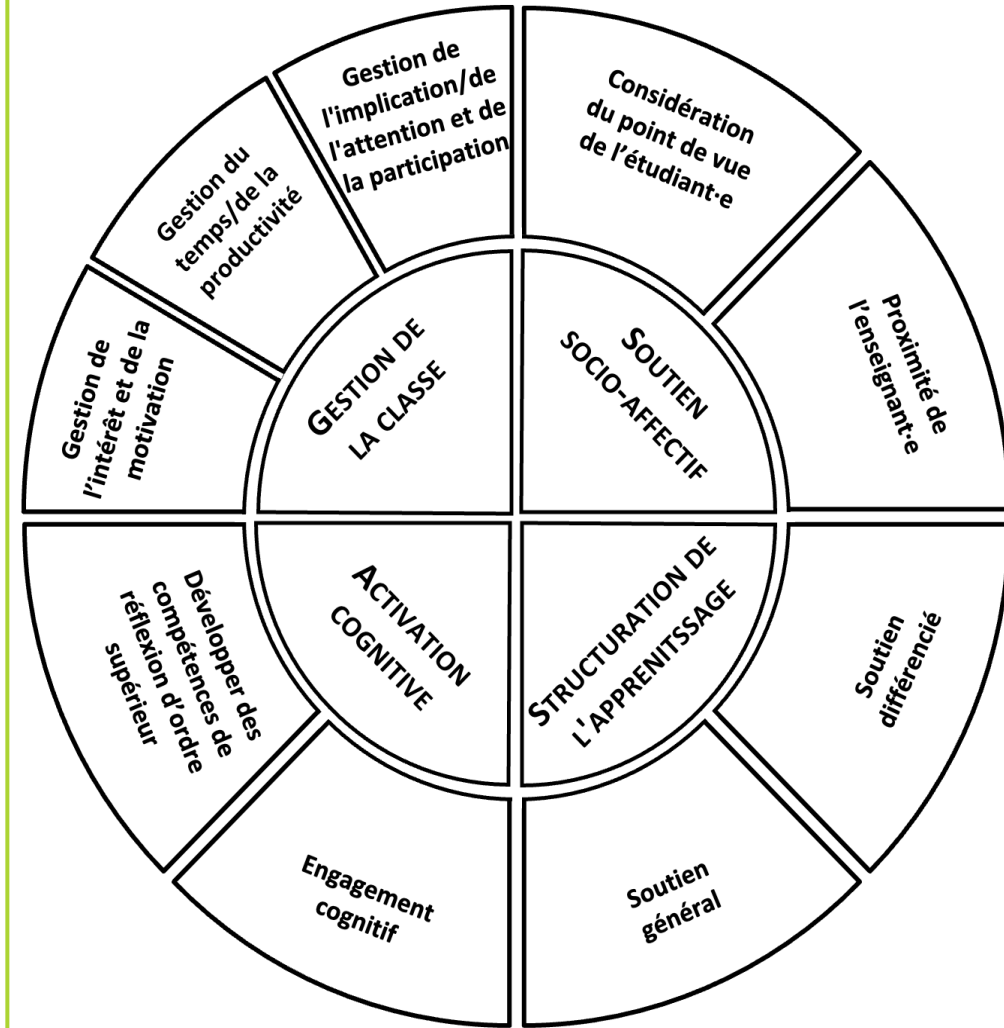 Gestion de
l'implication/de
l'attention et de
la participation
Considération
du point de vue
de l'étudiant·e
Gestion du
temps/de la
productivité
Proximité de
l'enseignant·e
Gestion de
l'intérêt et de la
motivation
GESTION DE
LA CLASSE
SOUTIEN
SOCIO-AFFECTIF
ACTIVATION
COGNITIVE
STRUCTURATION DE
L'APPRENITSSAGE
Développer des
compétences de
réflexion d'ordre
supérieur
Soutien
différencié
Engagement
cognitif
Soutien
général